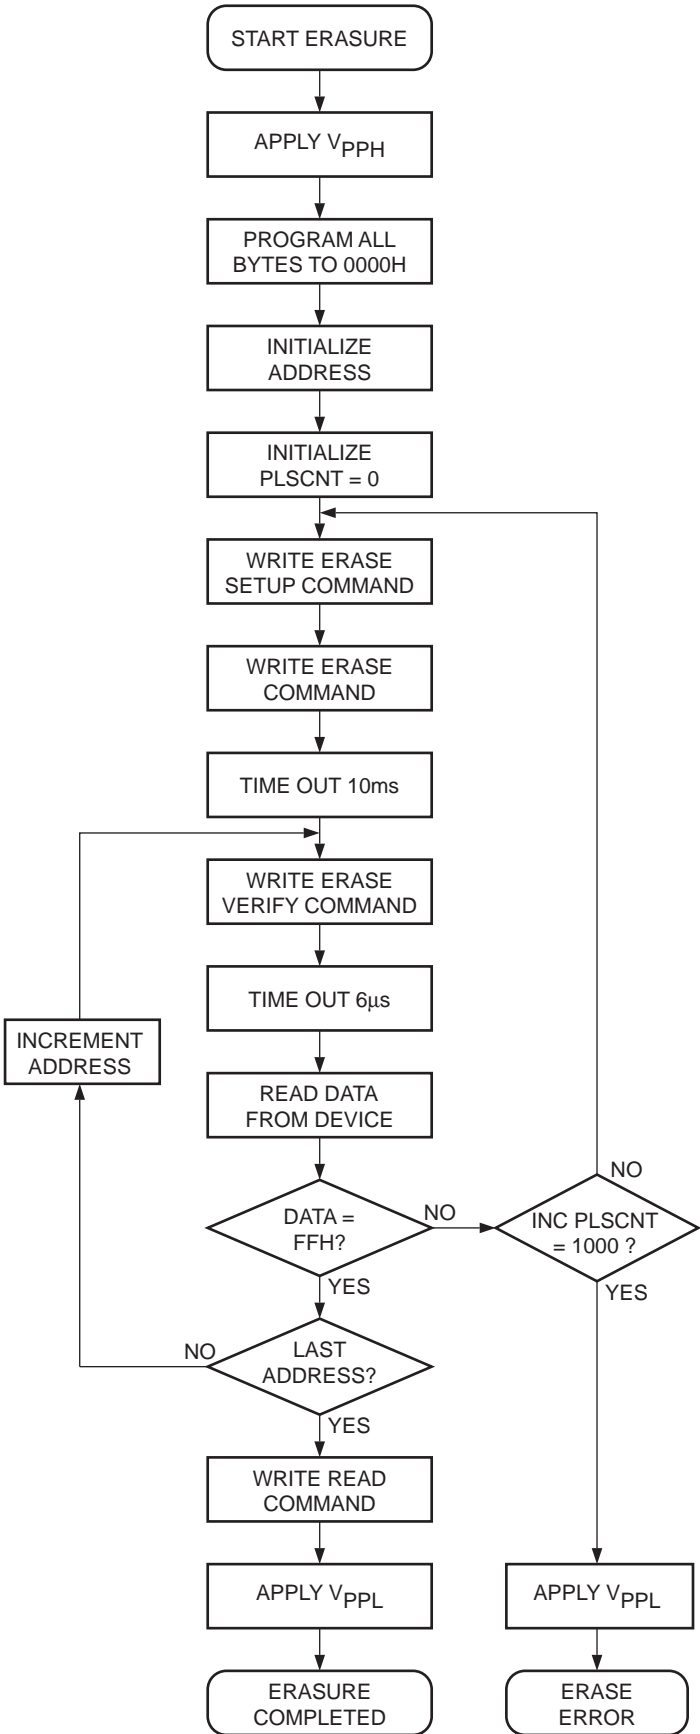 START ERASURE
APPLY VPPH
PROGRAM ALL
BYTES TO 0000H
INITIALIZE
ADDRESS
INITIALIZE
PLSCNT = 0
WRITE ERASE
SETUP COMMAND
WRITE ERASE
COMMAND
TIME OUT 10ms
WRITE ERASE
VERIFY COMMAND
TIME OUT 6μs
INCREMENT
ADDRESS
READ DATA
FROM DEVICE
NO
DATA =
FFH?
NO
INC PLSCNT
= 1000 ?
YES
YES
NO
LAST
ADDRESS?
YES
WRITE READ
COMMAND
APPLY VPPL
APPLY VPPL
ERASURE
COMPLETED
ERASE
ERROR